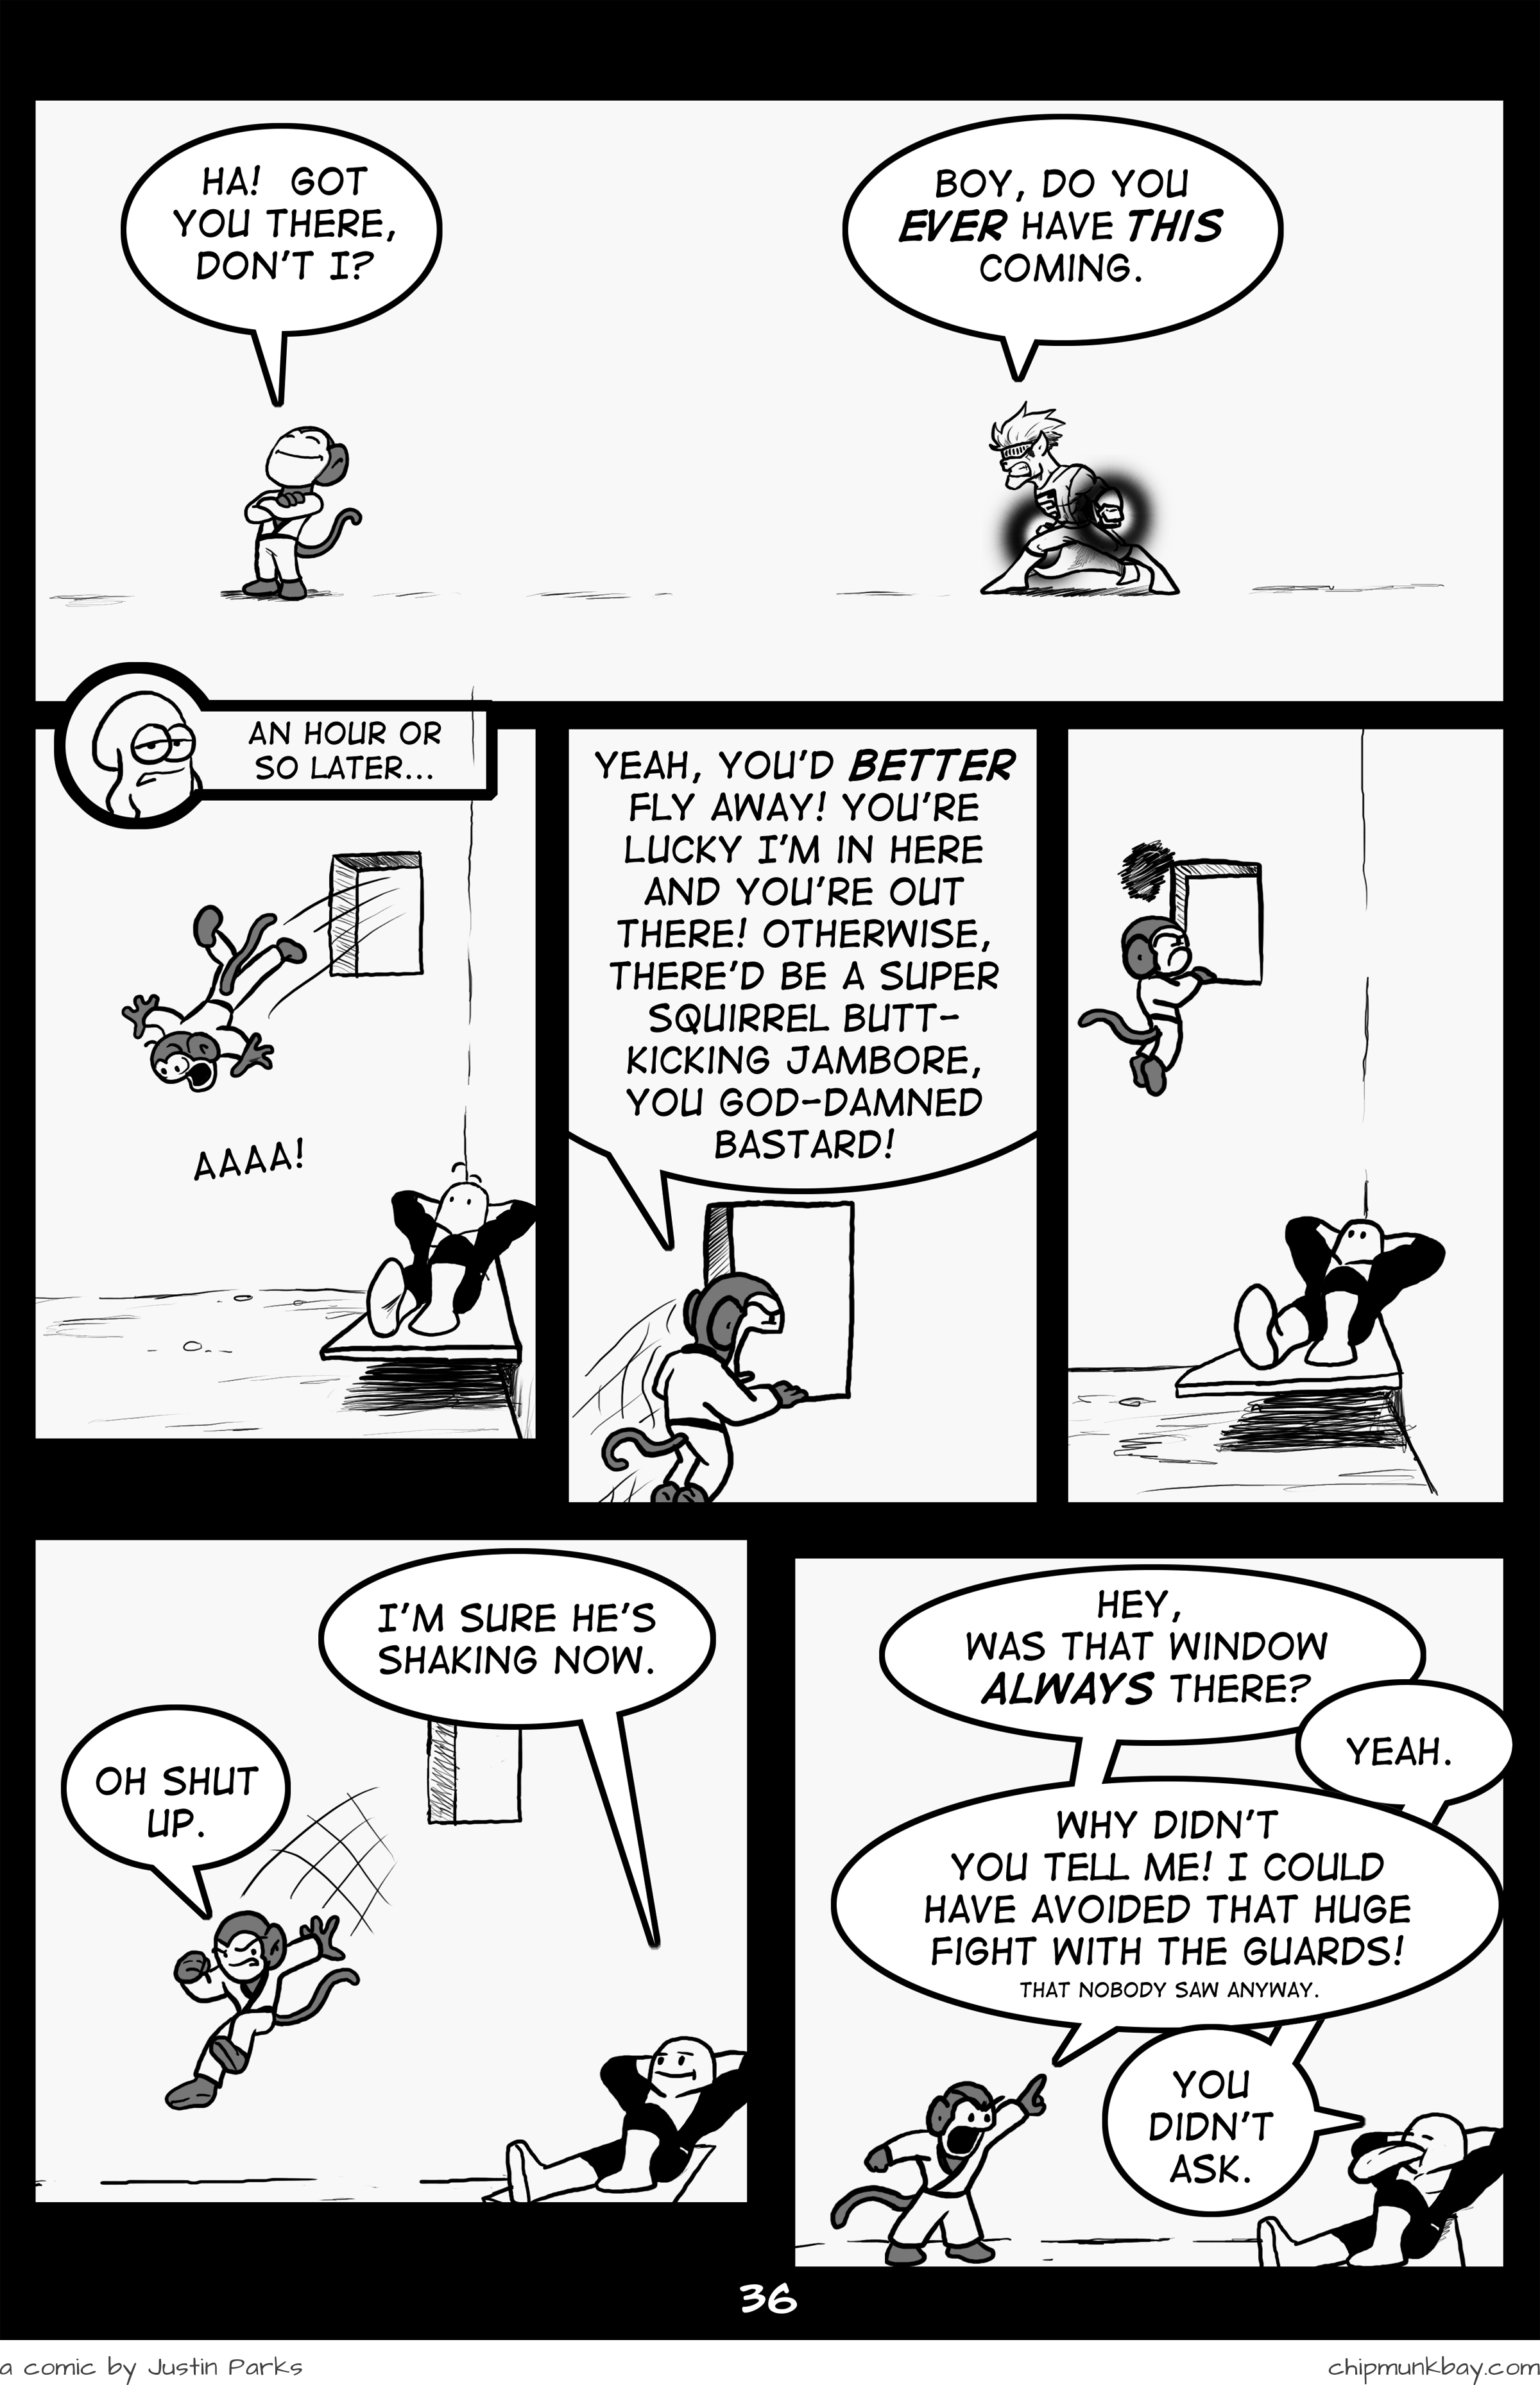 HA! GOT
YOU THERE,
DON'T I?
BOY, DO YOU
EVER HAVE THIS
COMING.
AN HOUR OR
SO LATER...
AAAA!
YEAH, YOU'D BETTER
FLY AWAY! YOU'RE
LUCKY I'M IN HERE
AND YOU'RE OUT
THERE! OTHERWISE,
THERE'D BE A SUPER
SQUIRREL BUTT-
KICKING JAMBORE,
YOU GOD-DAMNED
BASTARD!
I'M SURE HE'S
SHAKING NOW.
OH SHUT
UP.
HEY,
WAS THAT WINDOW
ALWAYS THERE?
YEAH.
WHY DIDN'T
YOU TELL ME! I COULD
HAVE AVOIDED THAT HUGE
FIGHT WITH THE GUARDS!
THAT NOBODY SAW ANYWAY.
YOU
DIDN'T
ASK.
36
a comic by Justin Parks
chipmunkbay.com